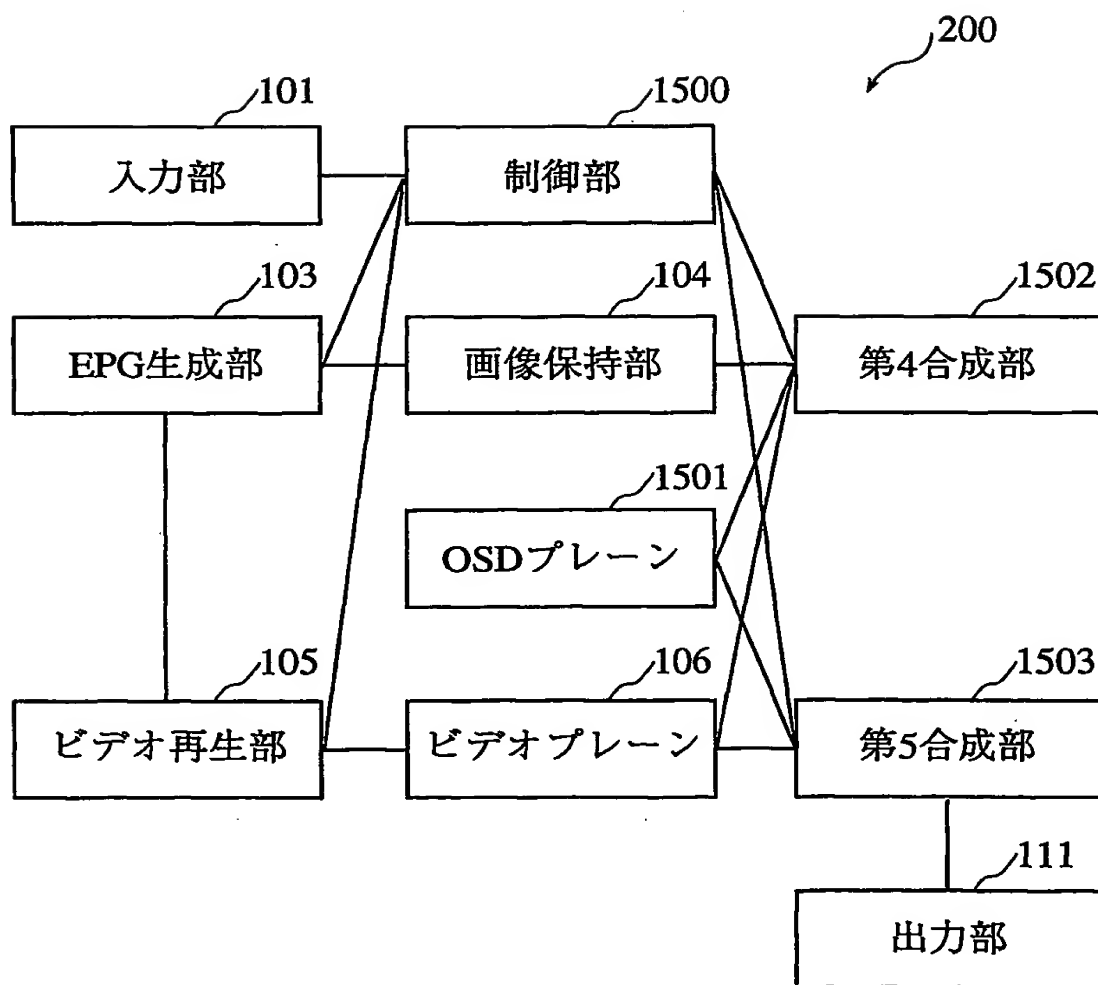 200
101
1500
入力部
制御部
103
104
1502
EPG生成部
画像保持部
第4合成部
1501
OSDプレーン
105
106
1503
ビデオ再生部
ビデオプレーン
第5合成部
111
出力部